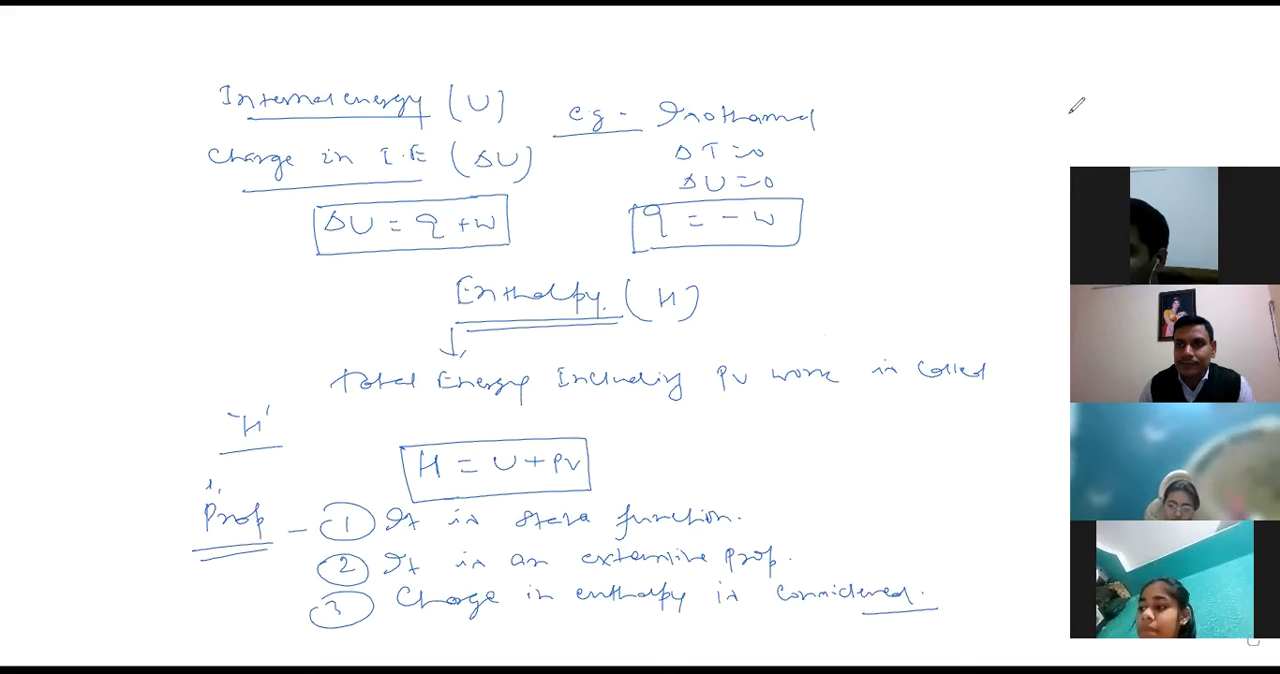 Internal energy (U)
Change in I.E (ΔU)
ΔU = q + w
e.g - Isothermal
ΔT = 0
ΔU = 0
q = - w
Enthalpy. (H)
total Energy Including PV work is called
'H'
H = U + PV
Prop - ① It is state function.
② It is an extensive prop.
③ Change in enthalpy is considered.